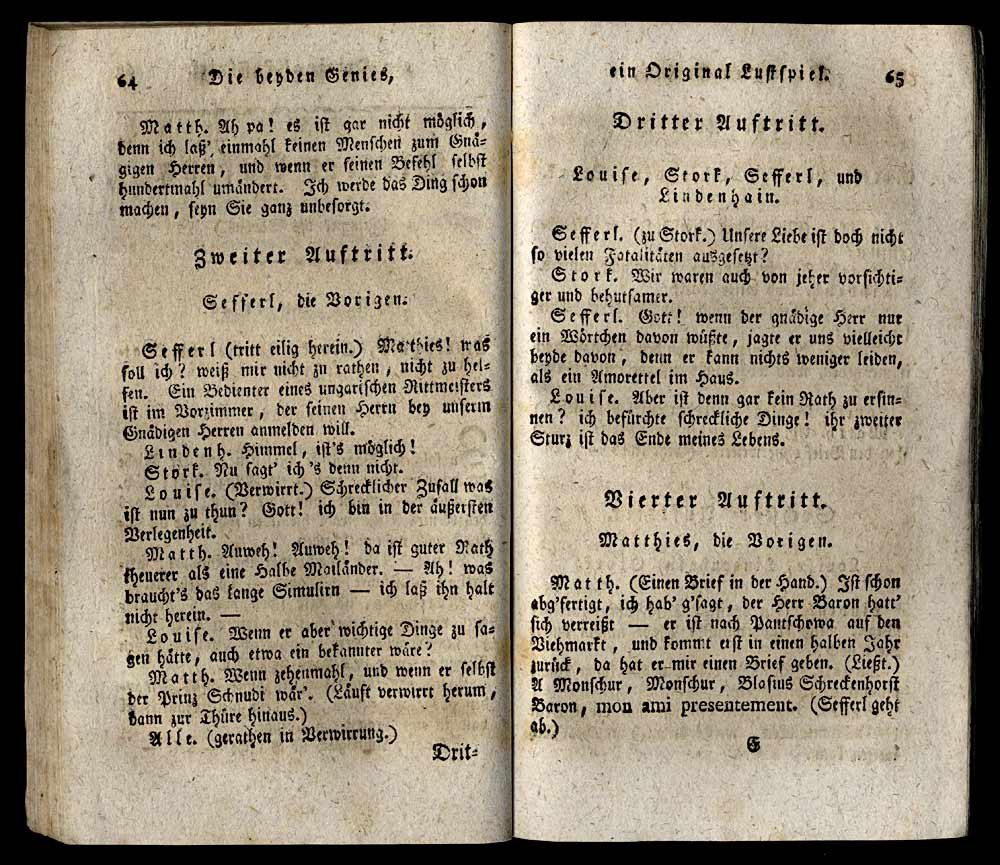 64 Die beyden Genies,
Matth. Ah pa! es ist gar nicht möglich,
denn ich laß' einmahl keinen Menschen zum Gnä-
gigen Herren, und wenn er seinen Befehl selbst
hundertmahl umändert. Ich werde das Ding schon
machen, seyn Sie ganz unbesorgt.
Zweiter Auftritt.
Sefferl, die Vorigen.
Sefferl (tritt eilig herein.) Matthies! was
soll ich? weiß mir nicht zu rathen, nicht zu hel-
fen. Ein Bedienter eines ungarischen Rittmeisters
ist im Vorzimmer, der seinen Herrn bey unserm
Gnädigen Herren anmelden will.
Lindenh. Himmel, ist's möglich!
Stork. Nu sagt' ich's denn nicht.
Louise. (Verwirrt.) Schrecklicher Zufall was
ist nun zu thun? Gott! ich bin in der äußersten
Verlegenheit.
Matth. Auweh! Auweh! da ist guter Rath
theuerer als eine Halbe Mailänder. — Ah! was
braucht's das lange Simulirn — ich laß ihn halt
nicht herein. —
Louise. Wenn er aber wichtige Dinge zu sa-
gen hätte, auch etwa ein bekannter wäre?
Matth. Wenn zehenmahl, und wenn er selbst
der Prinz Schnudi wär'. (Läuft verwirrt herum,
dann zur Thüre hinaus.)
Alle. (gerathen in Verwirrung.)
Drit-
ein Original Lustspiel. 65
Dritter Auftritt.
Louise, Stork, Sefferl, und
Lindenhain.
Sefferl. (zu Stork.) Unsere Liebe ist doch nicht
so vielen Fatalitäten ausgesetzt?
Stork. Wir waren auch von jeher vorsichti-
ger und behutsamer.
Sefferl. Gott! wenn der gnädige Herr nur
ein Wörtchen davon wüßte, jagte er uns vielleicht
beyde davon, denn er kann nichts weniger leiden,
als ein Amorettel im Haus.
Louise. Aber ist denn gar kein Rath zu ersin-
nen? ich befürchte schreckliche Dinge! ihr zweiter
Sturz ist das Ende meines Lebens.
Vierter Auftritt.
Matthies, die Vorigen.
Matth. (Einen Brief in der Hand.) Ist schon
abg'fertigt, ich hab' g'sagt, der Herr Baron hatt'
sich verreißt — er ist nach Pantschowa auf den
Viehmarkt, und kommt erst in einen halben Jahr
zurück, da hat er mir einen Brief geben. (Ließt.)
A Monschur, Monschur, Blasius Schreckenhorst
Baron, mon ami presentement. (Sefferl geht
ab.)
E